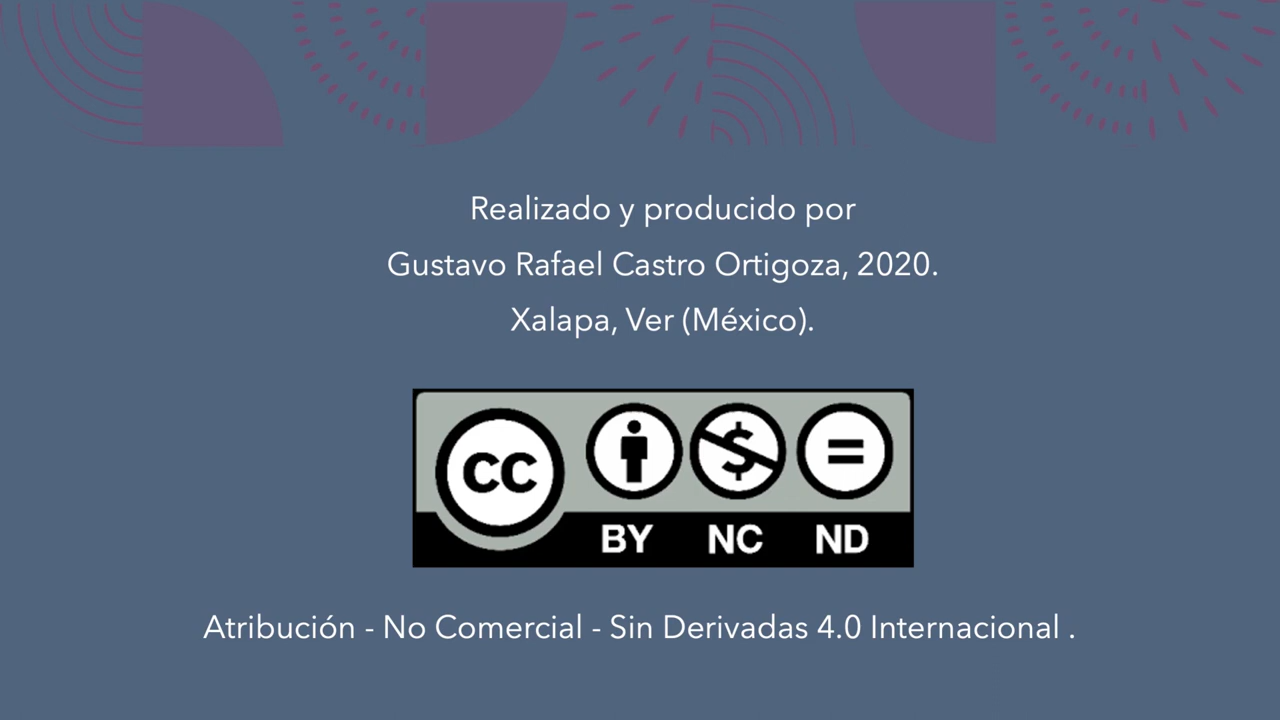 Realizado y producido por
Gustavo Rafael Castro Ortigoza, 2020.
Xalapa, Ver (México).
CC
BY NC ND
Atribución - No Comercial - Sin Derivadas 4.0 Internacional .